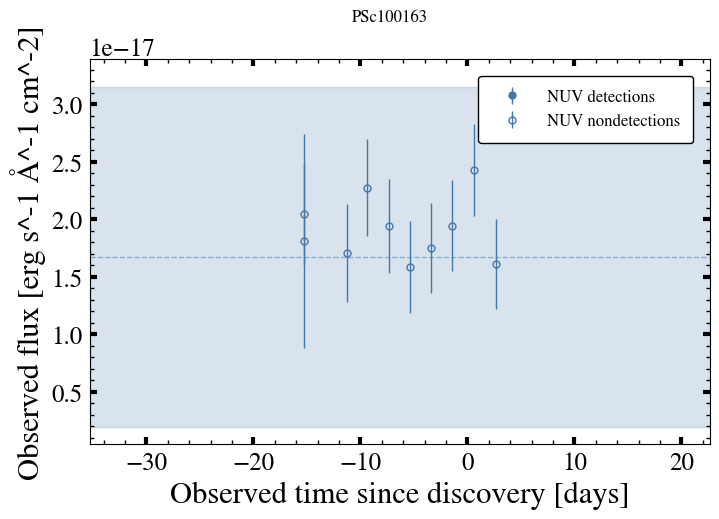 PSc100163
1e−17
Observed flux [erg s^-1 Å^-1 cm^-2]
3.0
2.5
2.0
1.5
1.0
0.5
NUV detections
NUV nondetections
−30 −20 −10 0 10 20
Observed time since discovery [days]